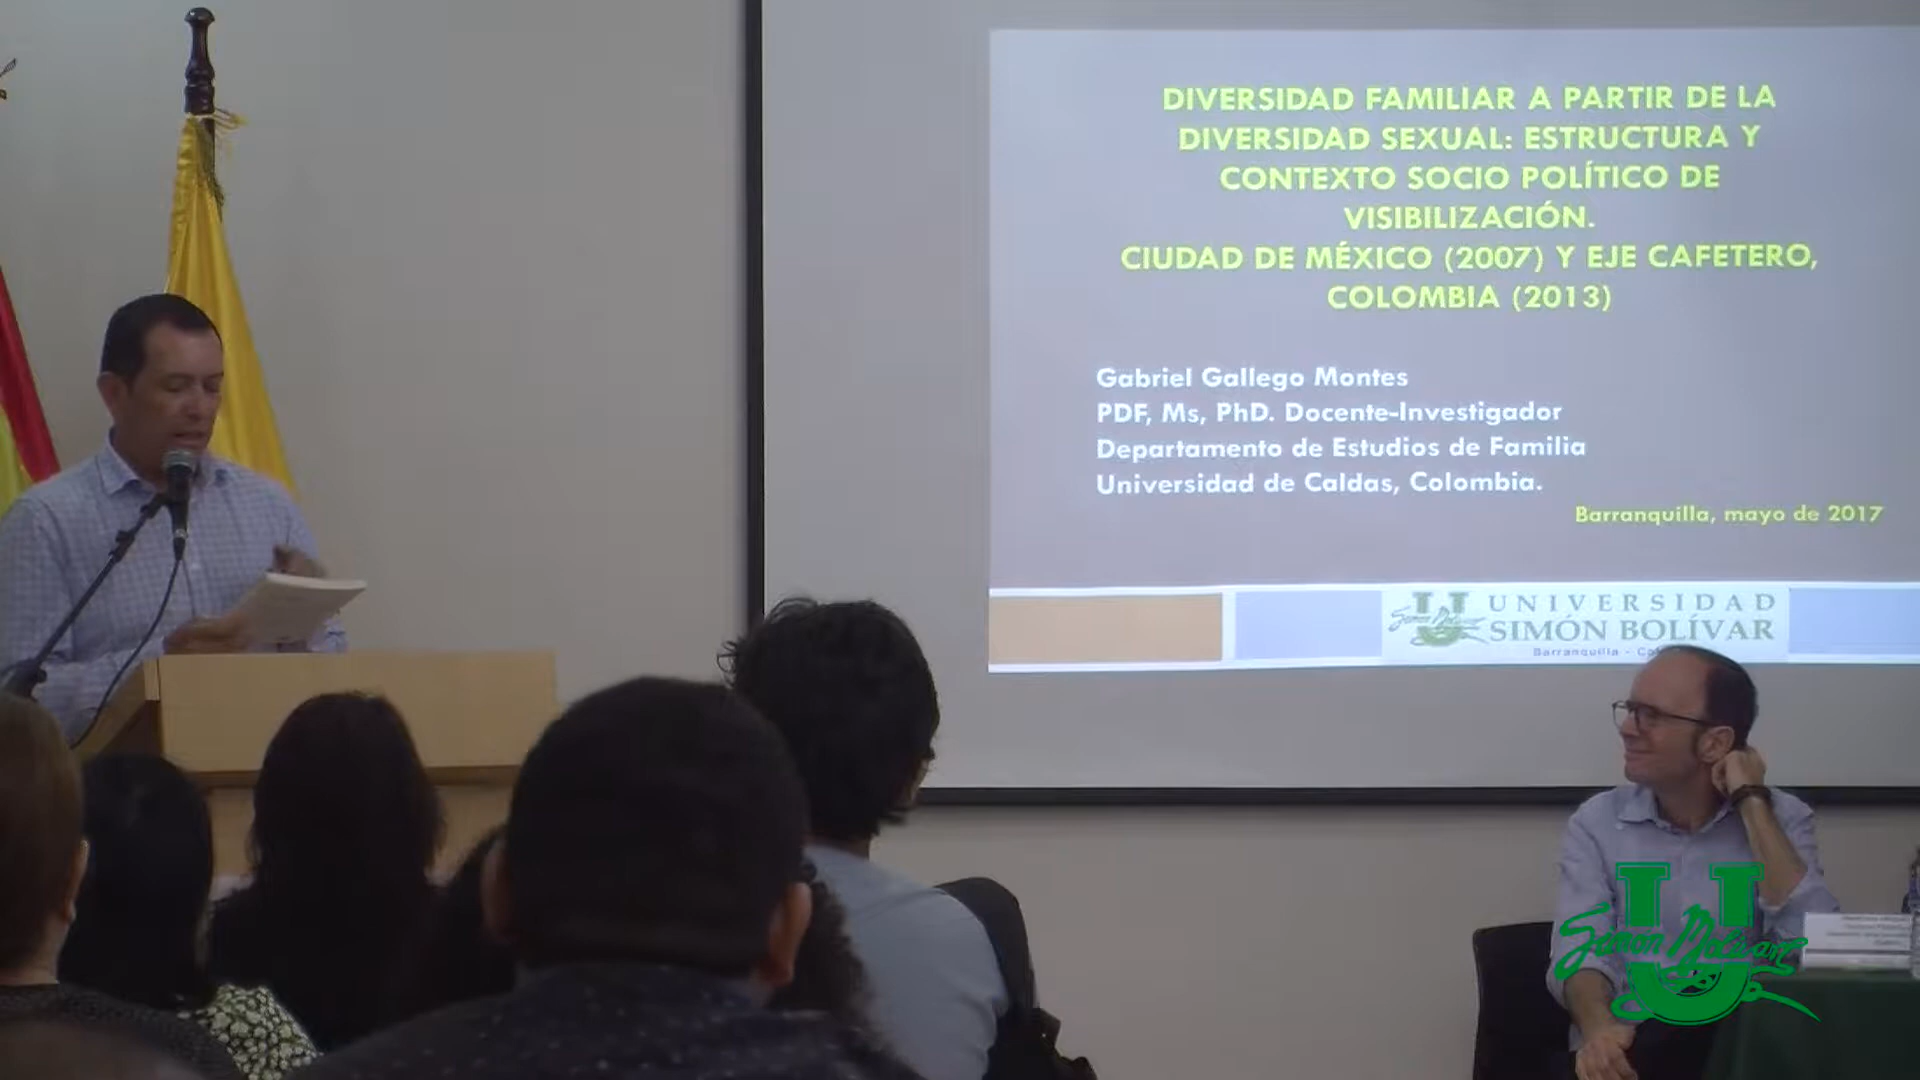 DIVERSIDAD FAMILIAR A PARTIR DE LA
DIVERSIDAD SEXUAL: ESTRUCTURA Y
CONTEXTO SOCIO POLÍTICO DE
VISIBILIZACIÓN.
CIUDAD DE MÉXICO (2007) Y EJE CAFETERO,
COLOMBIA (2013)
Gabriel Gallego Montes
PDF, Ms, PhD. Docente-Investigador
Departamento de Estudios de Familia
Universidad de Caldas, Colombia.
Barranquilla, mayo de 2017
UNIVERSIDAD
SIMÓN BOLÍVAR
Barranquilla -
U
Simón Bolívar